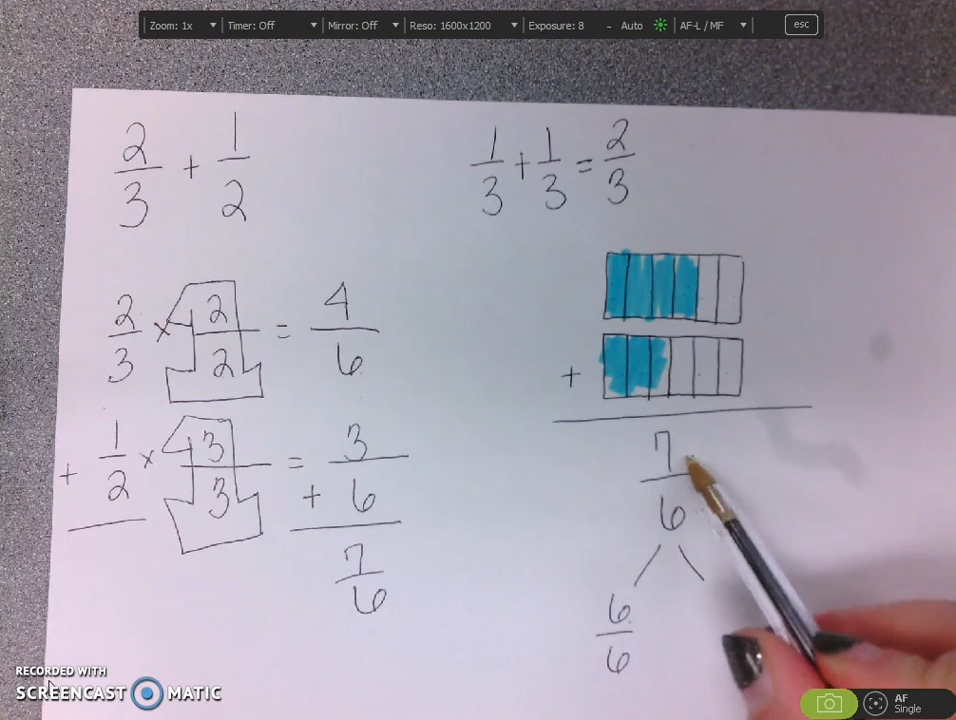 Zoom: 1x Timer: Off Mirror: Off Reso: 1600x1200 Exposure: 8 - Auto AF-L / MF esc
2/3 + 1/2
1/3 + 1/3 = 2/3
2/3 × 2/2 = 4/6
+ 1/2 × 3/3 = 3/6
+
7/6
+
7/6
6/6
RECORDED WITH
SCREENCAST MATIC
AF
Single